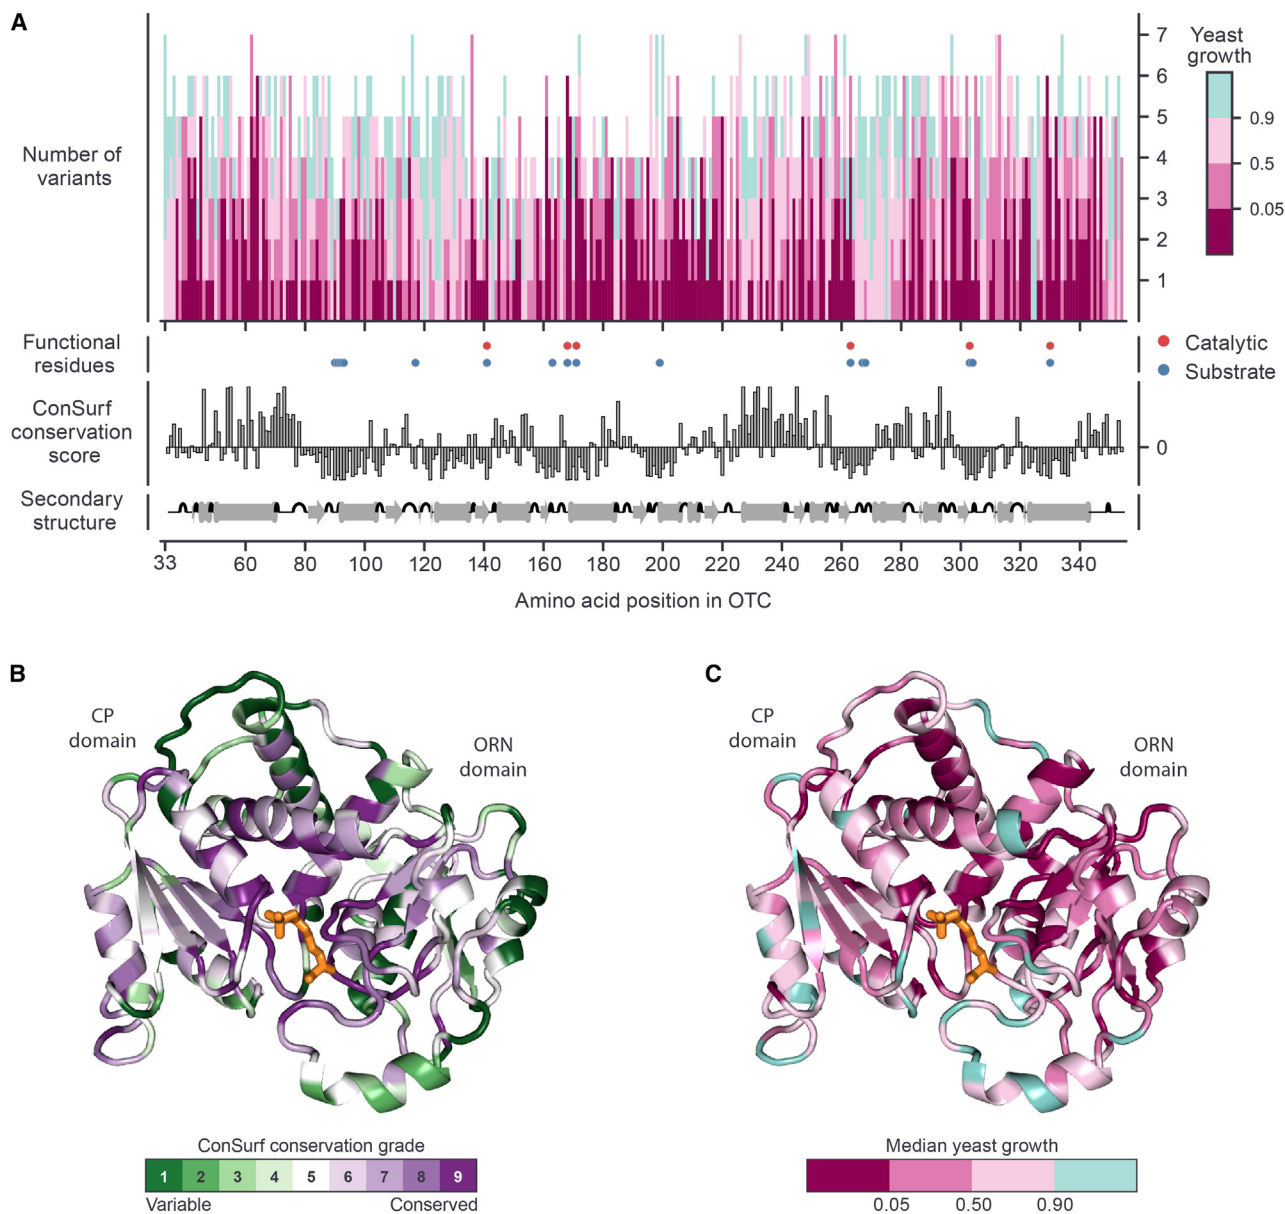 A
Number of
variants
7
6
5
4
3
2
1
Yeast
growth
0.9
0.5
0.05
Functional
residues
Catalytic
Substrate
ConSurf
conservation
score
0
Secondary
structure
33 60 80 100 120 140 160 180 200 220 240 260 280 300 320 340
Amino acid position in OTC
B
CP
domain
ORN
domain
ConSurf conservation grade
1 2 3 4 5 6 7 8 9
Variable Conserved
C
CP
domain
ORN
domain
Median yeast growth
0.05 0.50 0.90